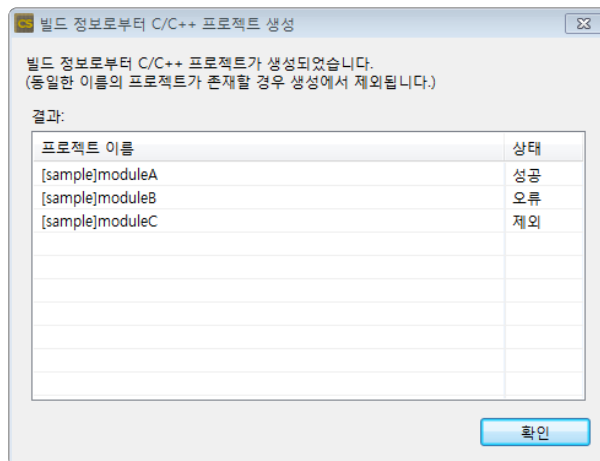 CS 빌드 정보로부터 C/C++ 프로젝트 생성
빌드 정보로부터 C/C++ 프로젝트가 생성되었습니다.
(동일한 이름의 프로젝트가 존재할 경우 생성에서 제외됩니다.)
결과:
프로젝트 이름 상태
[sample]moduleA 성공
[sample]moduleB 오류
[sample]moduleC 제외
확인